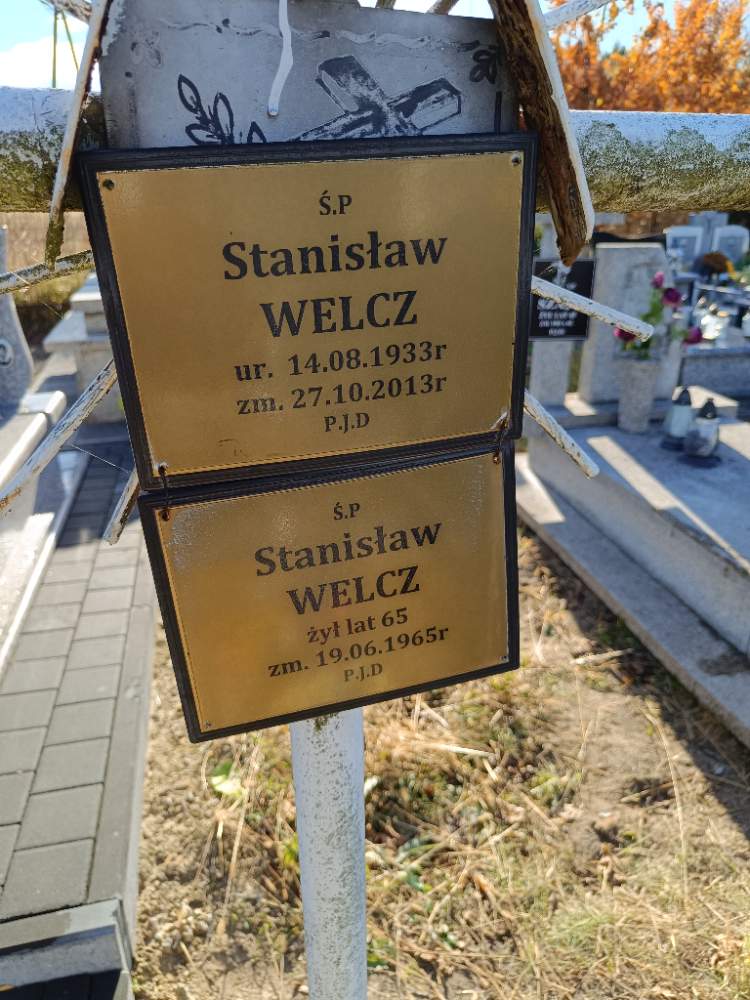 Ś.P
Stanisław
WELCZ
ur. 14.08.1933r
zm. 27.10.2013r
P.J.D
Ś.P
Stanisław
WELCZ
żył lat 65
zm. 19.06.1965r
P.J.D